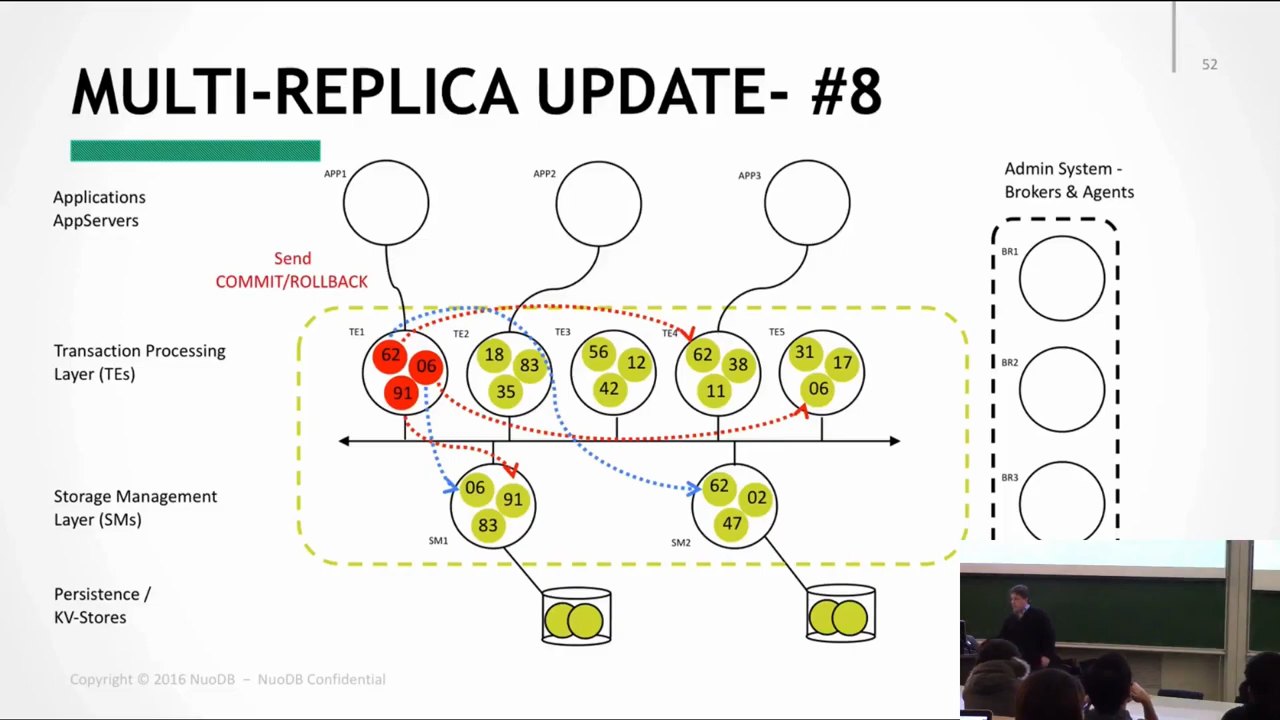 52
MULTI-REPLICA UPDATE- #8
Applications
AppServers
APP1
APP2
APP3
Admin System -
Brokers & Agents
Send
COMMIT/ROLLBACK
BR1
BR2
BR3
Transaction Processing
Layer (TEs)
TE1
62
06
91
TE2
18
83
35
TE3
56
12
42
TE4
62
38
11
TE5
31
17
06
Storage Management
Layer (SMs)
SM1
06
91
83
SM2
62
02
47
Persistence /
KV-Stores
Copyright © 2016 NuoDB – NuoDB Confidential